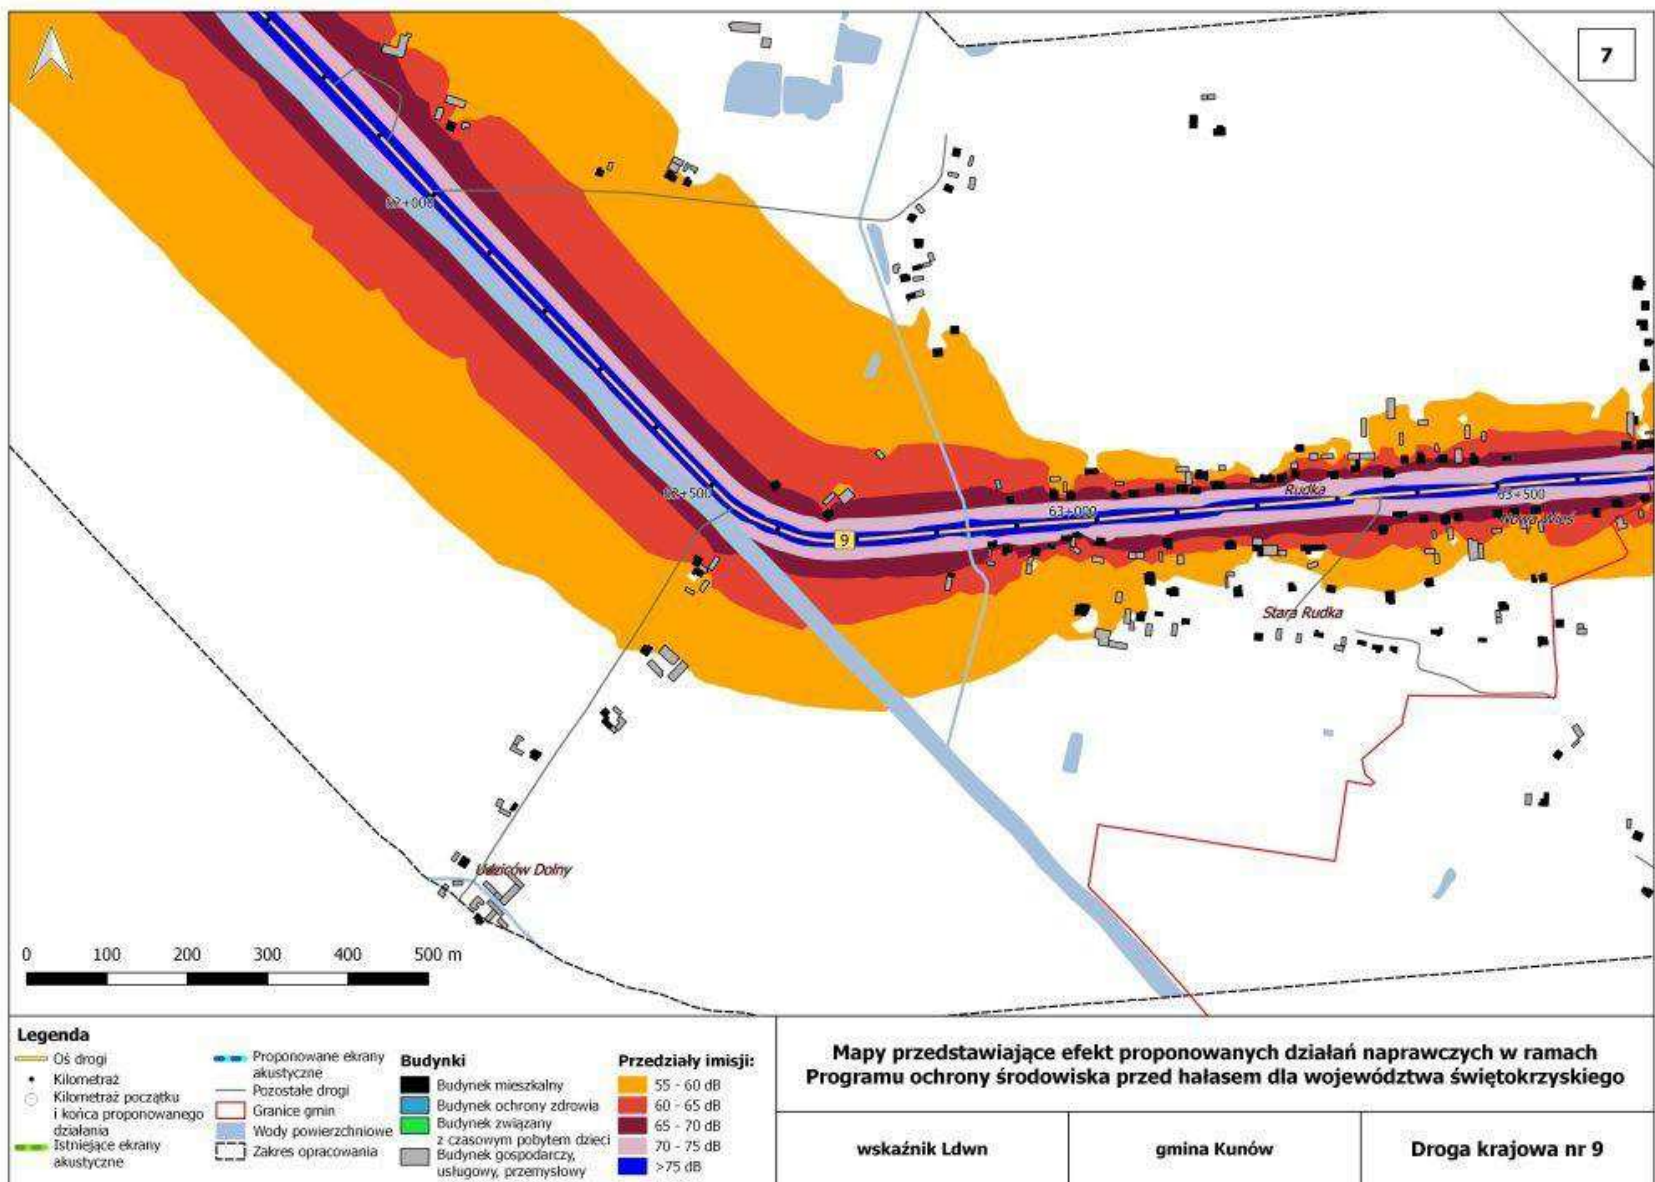 7
62+000
62+500
9
63+000
Rudka
63+500
Nowa Wieś
Stara Rudka
Udziców Dolny
0 100 200 300 400 500 m
Legenda
Oś drogi
Kilometraż
Kilometraż początku
i końca proponowanego
działania
Istniejące ekrany
akustyczne
Proponowane ekrany
akustyczne
Pozostałe drogi
Granice gmin
Wody powierzchniowe
Zakres opracowania
Budynki
Budynek mieszkalny
Budynek ochrony zdrowia
Budynek związany
z czasowym pobytem dzieci
Budynek gospodarczy,
usługowy, przemysłowy
Przedziały imisji:
55 - 60 dB
60 - 65 dB
65 - 70 dB
70 - 75 dB
>75 dB
Mapy przedstawiające efekt proponowanych działań naprawczych w ramach
Programu ochrony środowiska przed hałasem dla województwa świętokrzyskiego
wskaźnik Ldwn
gmina Kunów
Droga krajowa nr 9